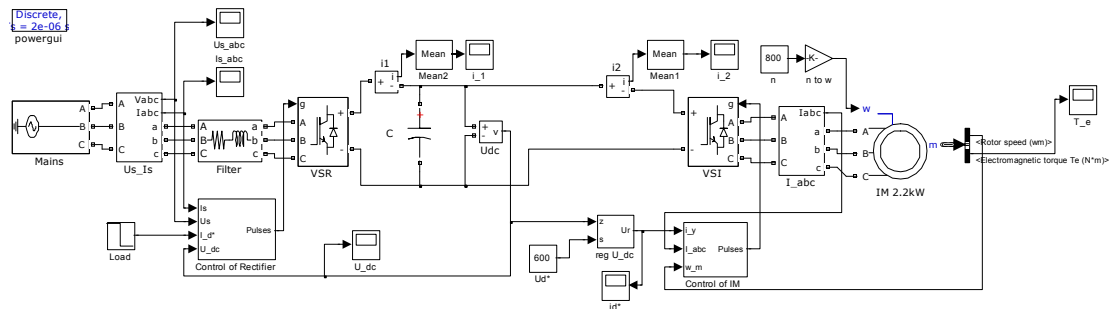 Discrete,
s = 2e-06 s
powergui
Us_abc
Is_abc
i1
i
+
-
Mean
Mean2
i_1
i2
i
+
-
Mean
Mean1
i_2
800
n
-K-
n to w
T_e
Mains
A
B
C
A
B
C
Vabc
Iabc
a
b
c
Us_Is
A
B
C
a
b
c
Filter
g
A
B
C
+
-
VSR
+
C
+
-
v
Udc
g
+
-
A
B
C
VSI
Iabc
A
B
C
a
b
c
I_abc
w
A
B
C
m
IM 2.2kW
<Rotor speed (wm)>
<Electromagnetic torque Te (N*m)>
Load
Is
Us
I_d*
U_dc
Pulses
Control of Rectifier
U_dc
600
Ud*
z
s
Ur
reg U_dc
id*
i_y
I_abc
w_m
Pulses
Control of IM